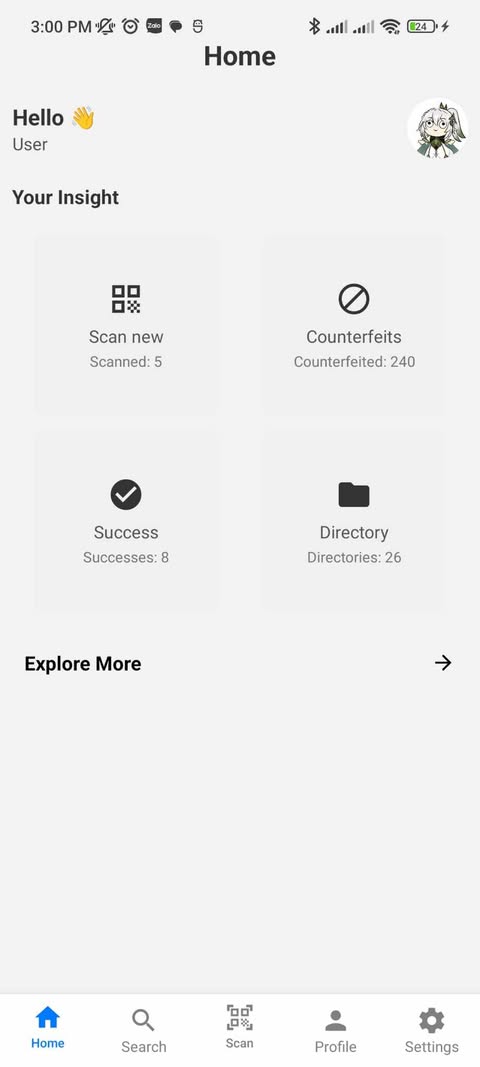 3:00 PM Zalo 24
Home
Hello 👋
User
Your Insight
Scan new
Scanned: 5
Counterfeits
Counterfeited: 240
Success
Successes: 8
Directory
Directories: 26
Explore More
Home
Search
Scan
Profile
Settings